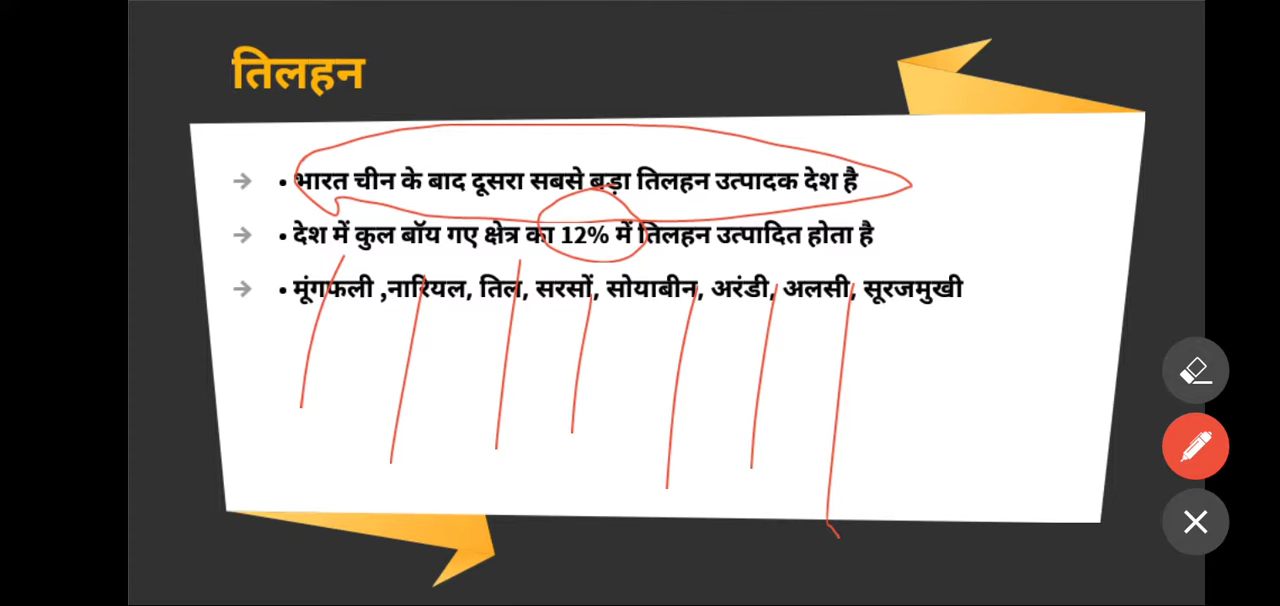 तिलहन
→ • भारत चीन के बाद दूसरा सबसे बड़ा तिलहन उत्पादक देश है
→ • देश में कुल बॉय गए क्षेत्र का 12% में तिलहन उत्पादित होता है
→ • मूंगफली ,नारियल, तिल, सरसों, सोयाबीन, अरंडी, अलसी, सूरजमुखी